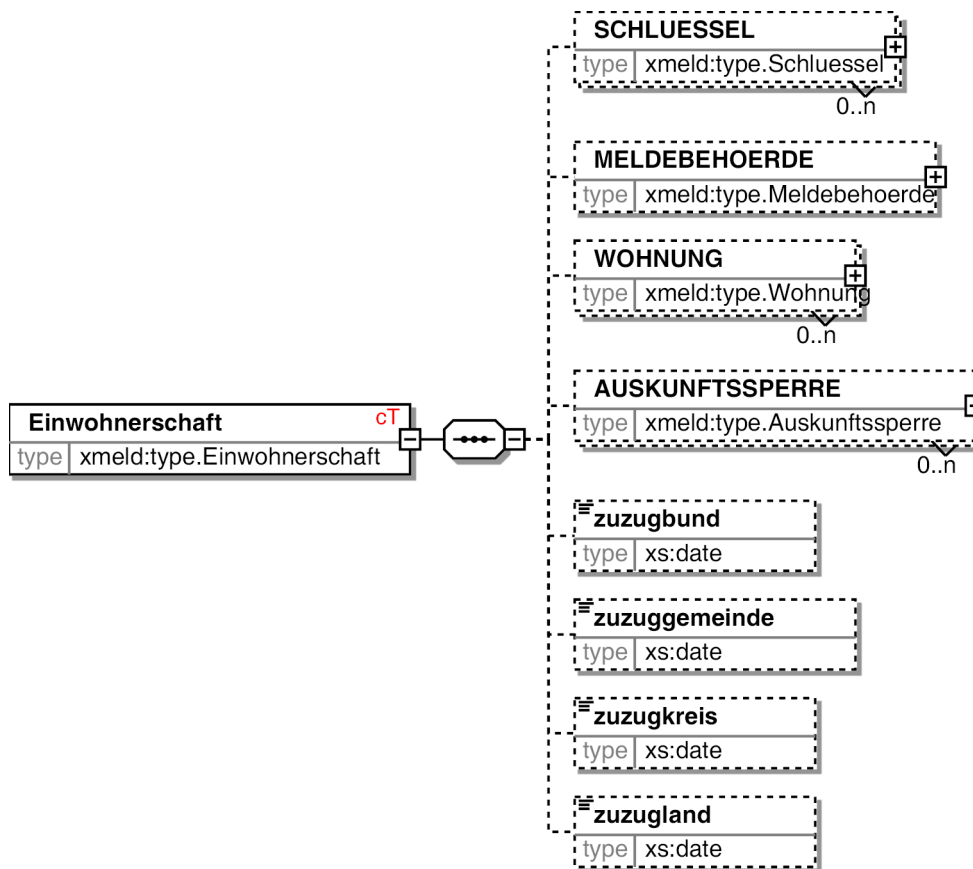 SCHLUESSEL
type xmeld:type.Schluessel
0..n
MELDEBEHOERDE
type xmeld:type.Meldebehoerde
WOHNUNG
type xmeld:type.Wohnung
0..n
AUSKUNFTSSPERRE
type xmeld:type.Auskunftssperre
0..n
Einwohnerschaft cT
type xmeld:type.Einwohnerschaft
zuzugbund
type xs:date
zuzuggemeinde
type xs:date
zuzugkreis
type xs:date
zuzugland
type xs:date